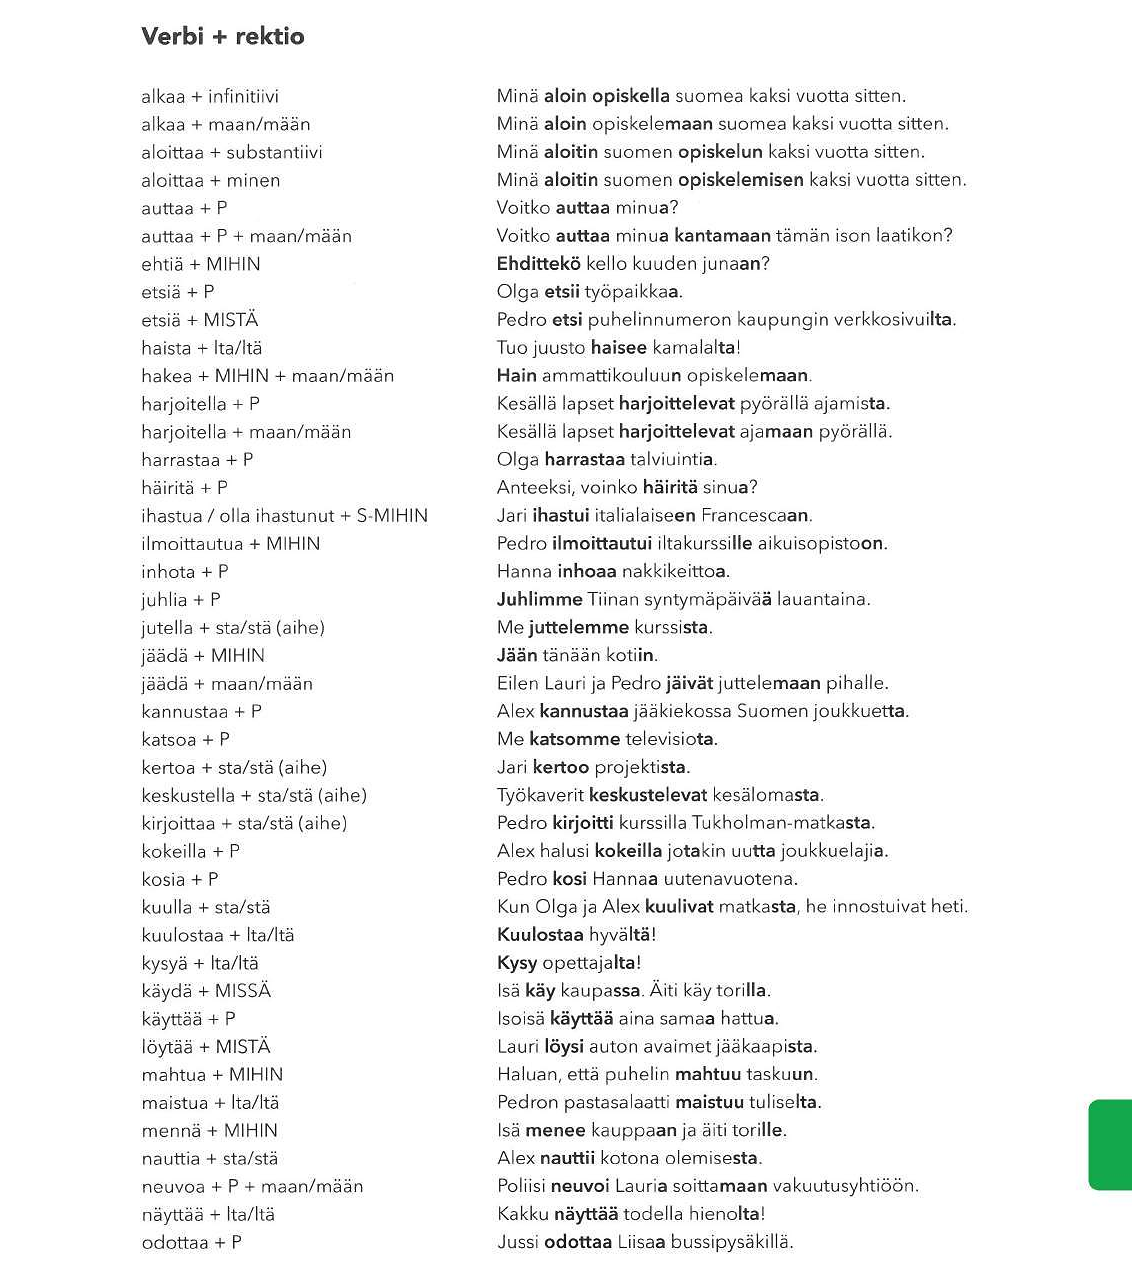 Verbi + rektio
alkaa + infinitiivi Minä aloin opiskella suomea kaksi vuotta sitten.
alkaa + maan/mään Minä aloin opiskelemaan suomea kaksi vuotta sitten.
aloittaa + substantiivi Minä aloitin suomen opiskelun kaksi vuotta sitten.
aloittaa + minen Minä aloitin suomen opiskelemisen kaksi vuotta sitten.
auttaa + P Voitko auttaa minua?
auttaa + P + maan/mään Voitko auttaa minua kantamaan tämän ison laatikon?
ehtiä + MIHIN Ehdittekö kello kuuden junaan?
etsiä + P Olga etsii työpaikkaa.
etsiä + MISTÄ Pedro etsi puhelinnumeron kaupungin verkkosivuilta.
haista + lta/ltä Tuo juusto haisee kamalalta!
hakea + MIHIN + maan/mään Hain ammattikouluun opiskelemaan.
harjoitella + P Kesällä lapset harjoittelevat pyörällä ajamista.
harjoitella + maan/mään Kesällä lapset harjoittelevat ajamaan pyörällä.
harrastaa + P Olga harrastaa talviuintia.
häiritä + P Anteeksi, voinko häiritä sinua?
ihastua / olla ihastunut + S-MIHIN Jari ihastui italialaiseen Francescaan.
ilmoittautua + MIHIN Pedro ilmoittautui iltakurssille aikuisopistoon.
inhota + P Hanna inhoaa nakkikeittoa.
juhlia + P Juhlimme Tiinan syntymäpäivää lauantaina.
jutella + sta/stä (aihe) Me juttelemme kurssista.
jäädä + MIHIN Jään tänään kotiin.
jäädä + maan/mään Eilen Lauri ja Pedro jäivät juttelemaan pihalle.
kannustaa + P Alex kannustaa jääkiekossa Suomen joukkuetta.
katsoa + P Me katsomme televisiota.
kertoa + sta/stä (aihe) Jari kertoo projektista.
keskustella + sta/stä (aihe) Työkaverit keskustelevat kesälomasta.
kirjoittaa + sta/stä (aihe) Pedro kirjoitti kurssilla Tukholman-matkasta.
kokeilla + P Alex halusi kokeilla jotakin uutta joukkuelajia.
kosia + P Pedro kosi Hannaa uutenavuotena.
kuulla + sta/stä Kun Olga ja Alex kuulivat matkasta, he innostuivat heti.
kuulostaa + lta/ltä Kuulostaa hyvältä!
kysyä + lta/ltä Kysy opettajalta!
käydä + MISSÄ Isä käy kaupassa. Äiti käy torilla.
käyttää + P Isoisä käyttää aina samaa hattua.
löytää + MISTÄ Lauri löysi auton avaimet jääkaapista.
mahtua + MIHIN Haluan, että puhelin mahtuu taskuun.
maistua + lta/ltä Pedron pastasalaatti maistuu tuliselta.
mennä + MIHIN Isä menee kauppaan ja äiti torille.
nauttia + sta/stä Alex nauttii kotona olemisesta.
neuvoa + P + maan/mään Poliisi neuvoi Lauria soittamaan vakuutusyhtiöön.
näyttää + lta/ltä Kakku näyttää todella hienolta!
odottaa + P Jussi odottaa Liisaa bussipysäkillä.